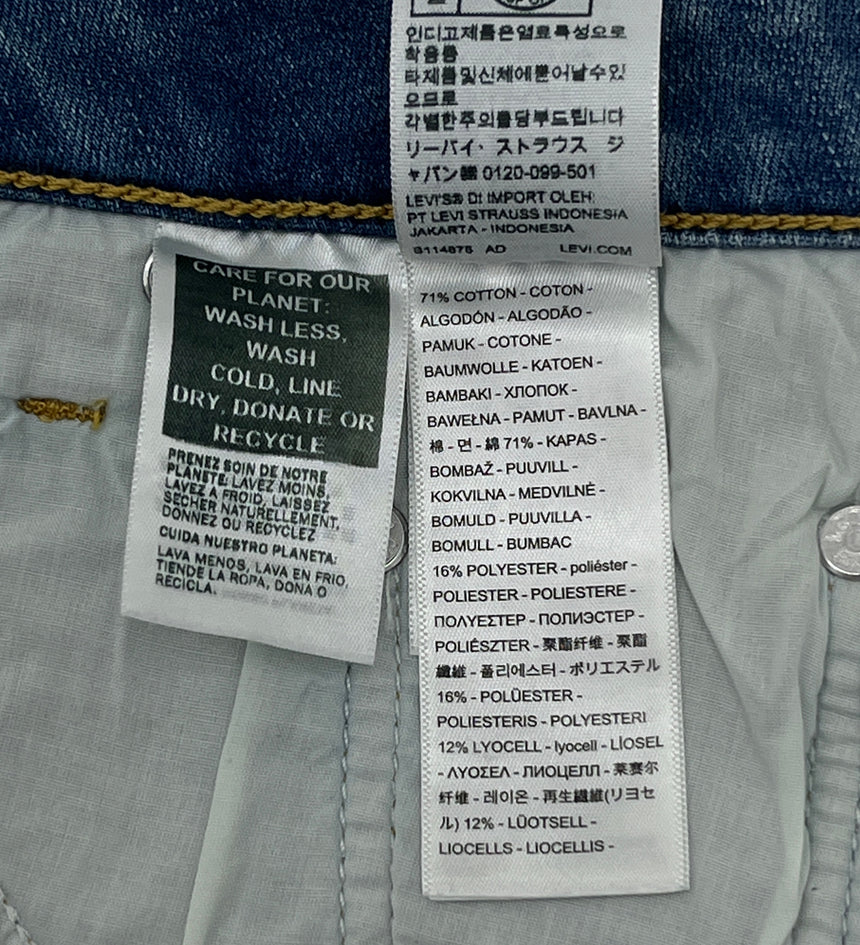 인디고제품은염료특성으로
착용중
타제품및신체에묻어날수있
으므로
각별한주의를당부드립니다
リーバイ・ストラウス ジ
ャパン㈱ 0120-099-501
LEVI'S® DI IMPORT OLEH:
PT LEVI STRAUSS INDONESIA
JAKARTA - INDONESIA
AD LEVI.COM
CARE FOR OUR
PLANET:
WASH LESS,
WASH
COLD, LINE
DRY, DONATE OR
RECYCLE
PRENEZ SOIN DE NOTRE
PLANETE: LAVEZ MOINS,
LAVEZ A FROID, LAISSEZ
SECHER NATURELLEMENT,
DONNEZ OU RECYCLEZ
CUIDA NUESTRO PLANETA:
LAVA MENOS, LAVA EN FRIO,
TIENDE LA ROPA, DONA O
RECICLA.
71% COTTON - COTON -
ALGODÓN - ALGODÃO -
PAMUK - COTONE -
BAUMWOLLE - KATOEN -
BAMBAKI - ХЛОПОК -
BAWEŁNA - PAMUT - BAVLNA -
棉 - 면 - 綿 71% - KAPAS -
BOMBAŽ - PUUVILL -
KOKVILNA - MEDVILNĖ -
BOMULD - PUUVILLA -
BOMULL - BUMBAC
16% POLYESTER - poliéster -
POLIESTER - POLIESTERE -
ΠΟΛΥΕΣΤΕΡ - ПОЛИЭСТЕР -
POLIÉSZTER - 聚酯纤维 - 聚酯
纖維 - 폴리에스터 - ポリエステル
16% - POLÜESTER -
POLIESTERIS - POLYESTERI
12% LYOCELL - lyocell - LİOSEL
- ΛΥΟΣΕΛ - ЛИОЦЕЛЛ - 莱赛尔
纤维 - 레이온 - 再生繊維(リヨセ
ル) 12% - LÜOTSELL -
LIOCELLS - LIOCELLIS -